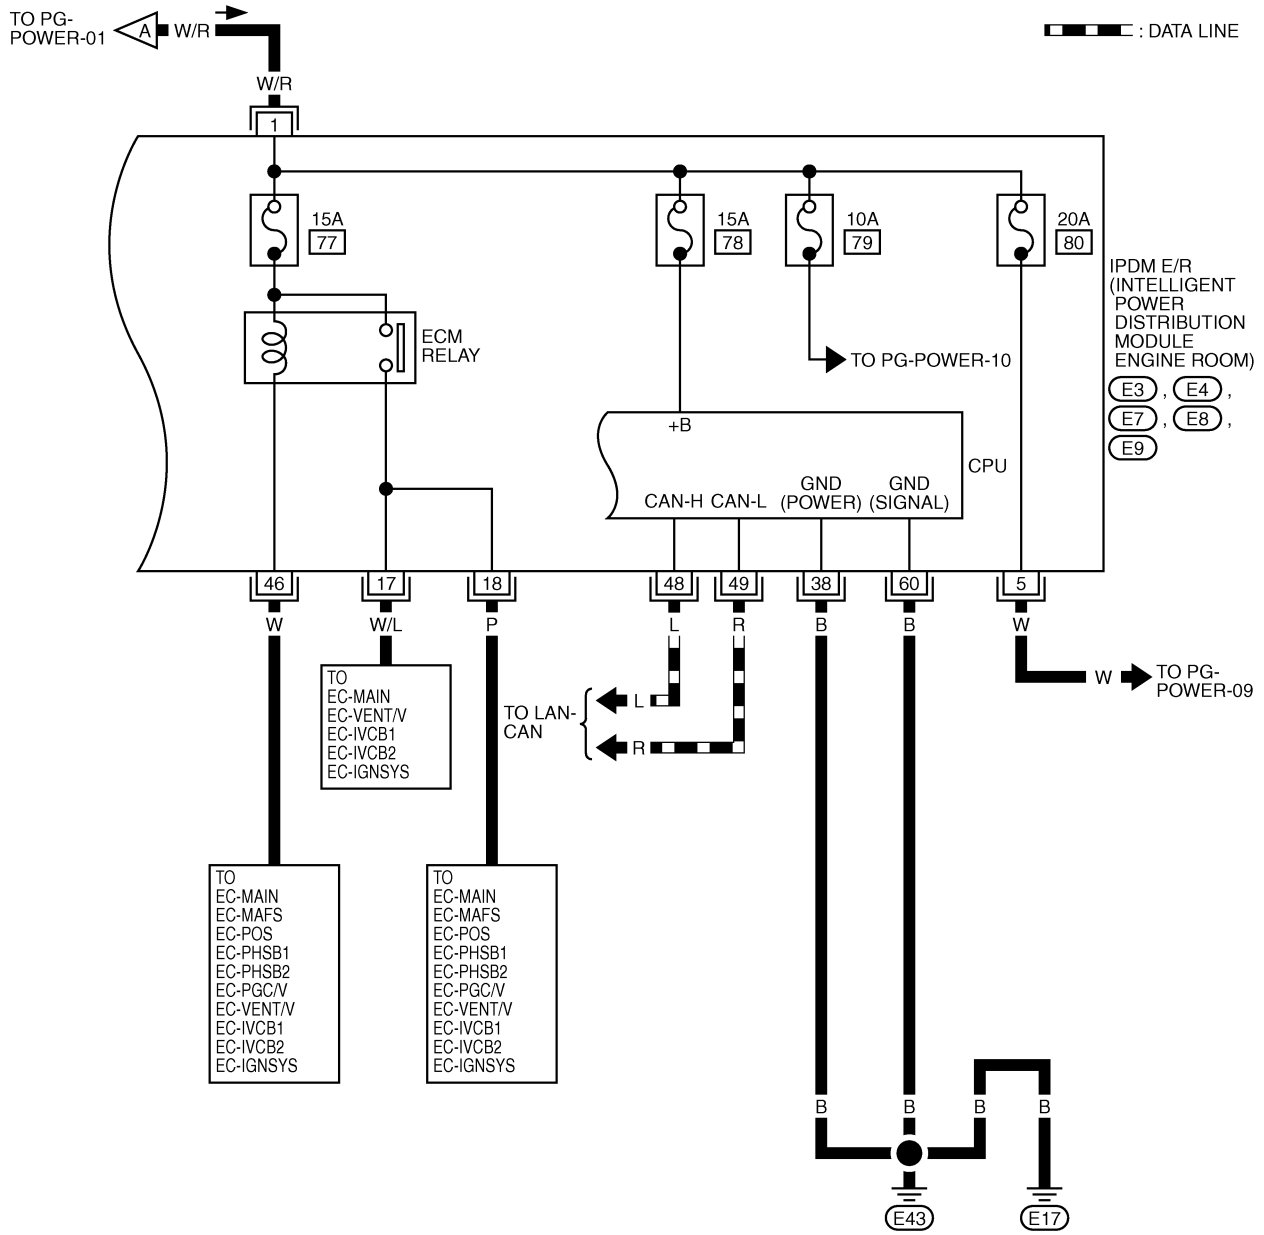 TO PG-
POWER-01
A
W/R
: DATA LINE
W/R
1
15A
77
15A
78
10A
79
20A
80
IPDM E/R
(INTELLIGENT
POWER
DISTRIBUTION
MODULE
ENGINE ROOM)
E3 , E4 ,
E7 , E8 ,
E9
ECM
RELAY
TO PG-POWER-10
+B
CPU
CAN-H
CAN-L
GND
(POWER)
GND
(SIGNAL)
46
17
18
48
49
38
60
5
W
W/L
P
L
R
B
B
W
TO
EC-MAIN
EC-VENT/V
EC-IVCB1
EC-IVCB2
EC-IGNSYS
TO LAN-
CAN
L
R
W
TO PG-
POWER-09
TO
EC-MAIN
EC-MAFS
EC-POS
EC-PHSB1
EC-PHSB2
EC-PGC/V
EC-VENT/V
EC-IVCB1
EC-IVCB2
EC-IGNSYS
TO
EC-MAIN
EC-MAFS
EC-POS
EC-PHSB1
EC-PHSB2
EC-PGC/V
EC-VENT/V
EC-IVCB1
EC-IVCB2
EC-IGNSYS
B
B
B
B
E43
E17